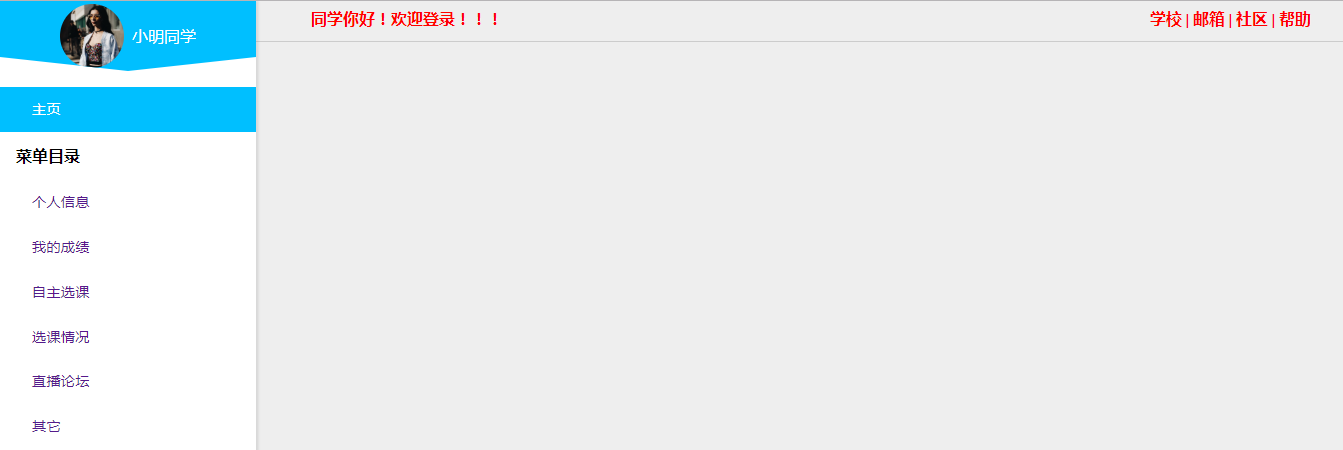 小明同学
同学你好！欢迎登录！！！
学校 | 邮箱 | 社区 | 帮助
主页
菜单目录
个人信息
我的成绩
自主选课
选课情况
直播论坛
其它